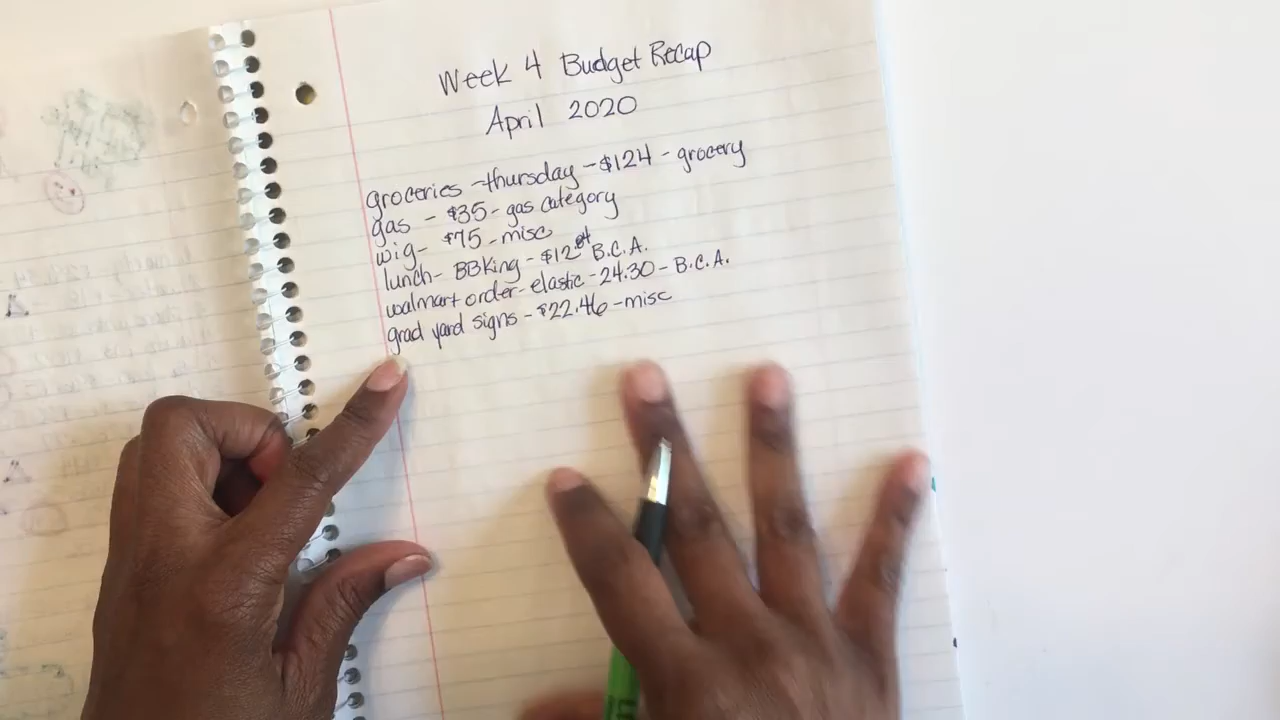 Week 4 Budget Recap
April 2020
groceries - thursday - $124 - grocery
gas - $35 - gas category
wig - $75 - misc
lunch - BBKing - $12 B.C.A.
walmart order - elastic - 24.30 - B.C.A.
grad yard signs - $22.46 - misc